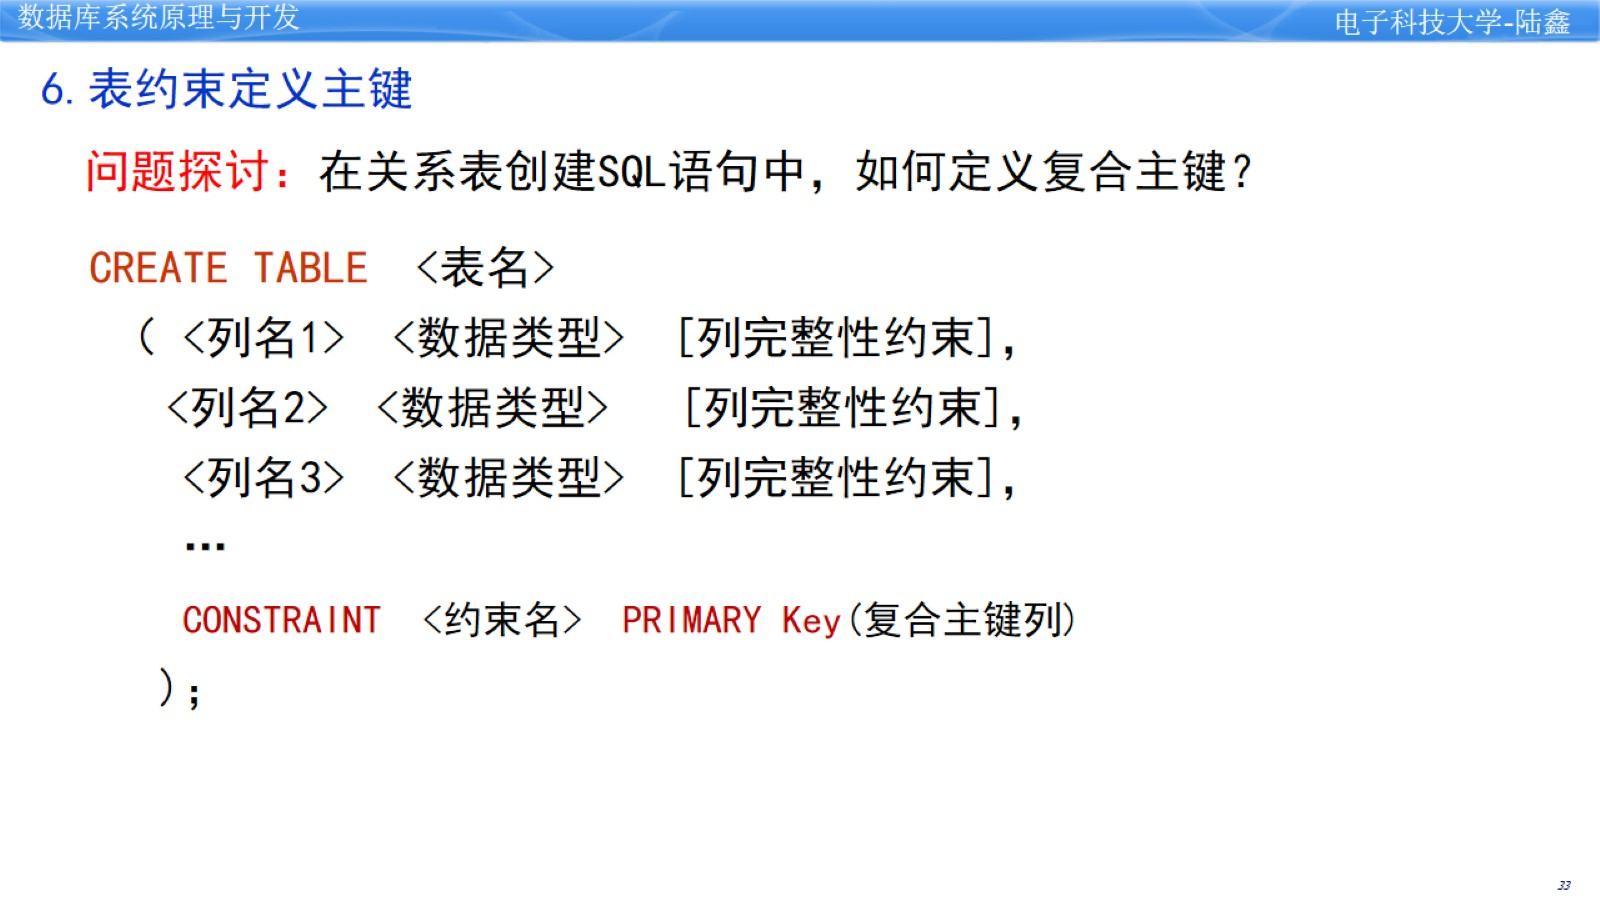 数据库系统原理与开发
电子科技大学-陆鑫
6.表约束定义主键
问题探讨：在关系表创建SQL语句中，如何定义复合主键？
CREATE TABLE <表名>
( <列名1> <数据类型> [列完整性约束],
<列名2> <数据类型> [列完整性约束],
<列名3> <数据类型> [列完整性约束],
...
CONSTRAINT <约束名> PRIMARY Key(复合主键列)
);
33